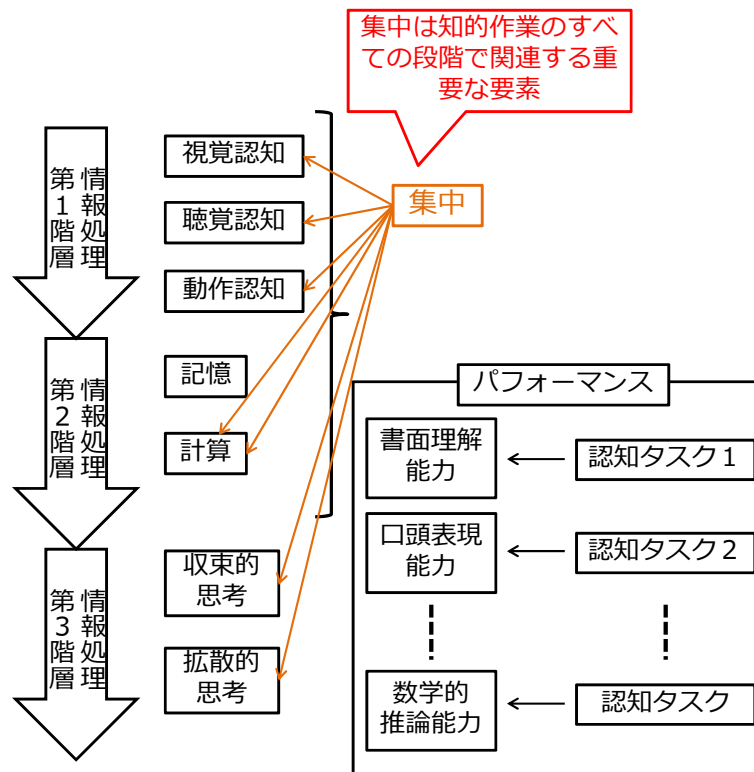 集中は知的作業のすべ
ての段階で関連する重
要な要素
集中
情報処理
第1階層
視覚認知
聴覚認知
動作認知
情報処理
第2階層
記憶
計算
情報処理
第3階層
収束的
思考
拡散的
思考
パフォーマンス
書面理解
能力
認知タスク1
口頭表現
能力
認知タスク2
数学的
推論能力
認知タスク